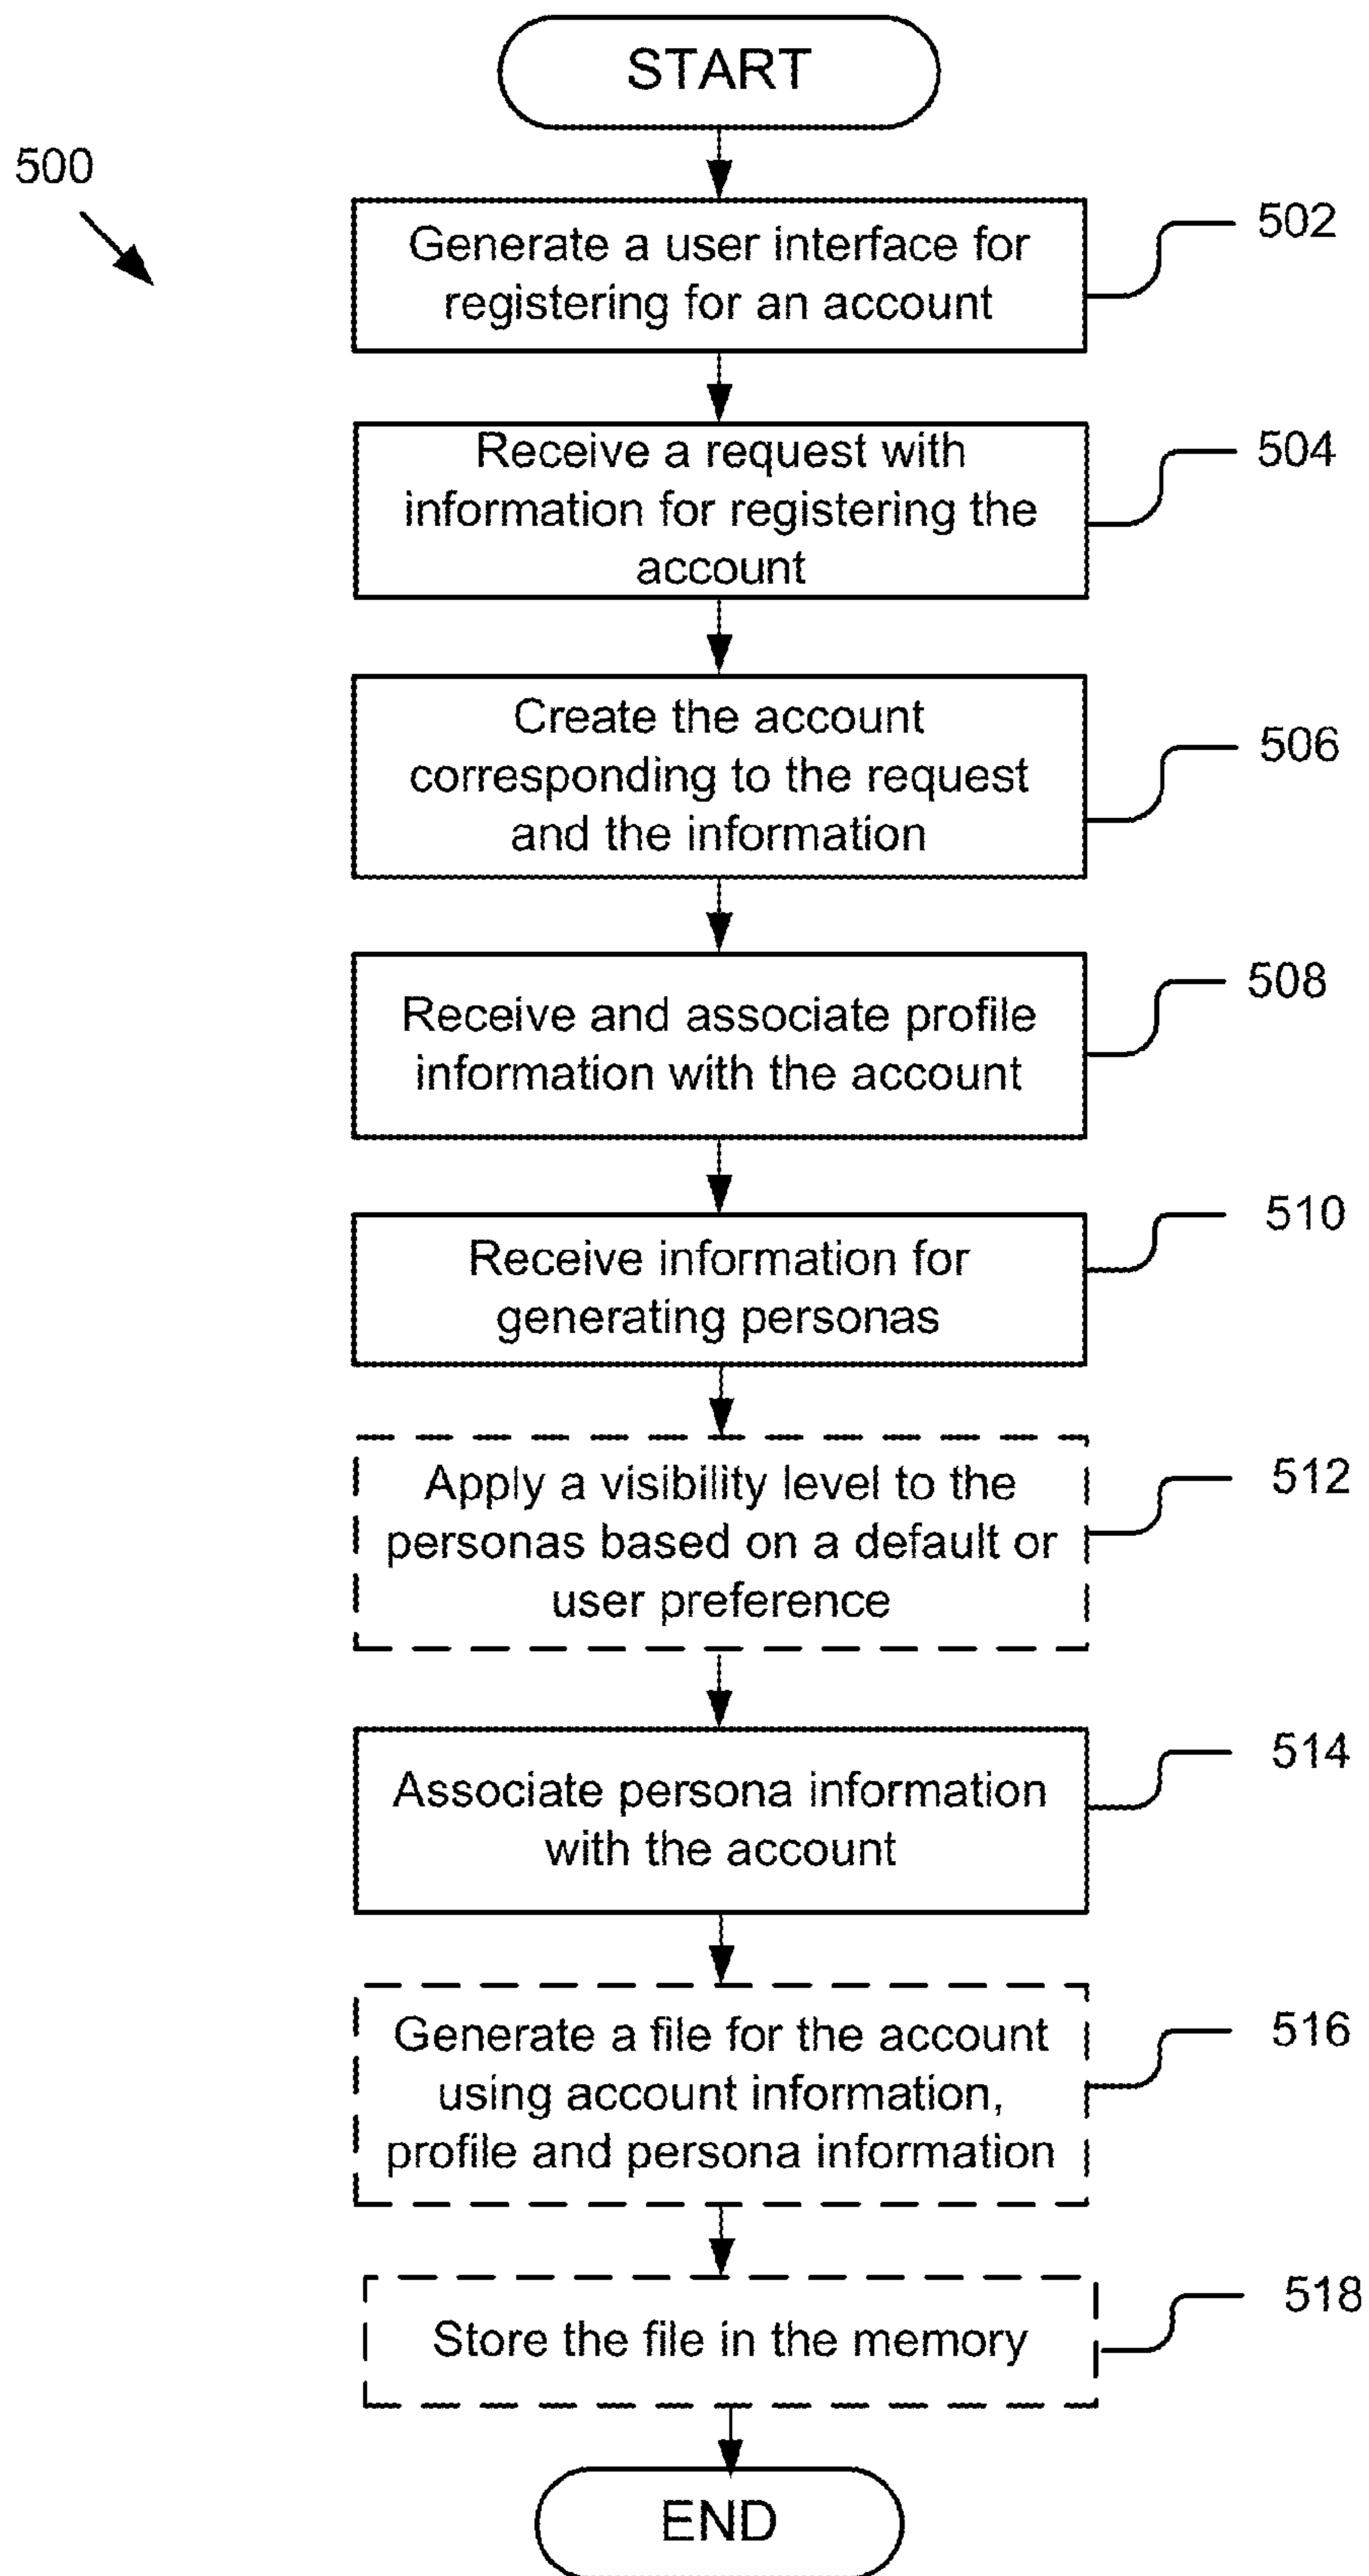 START
500
Generate a user interface for
registering for an account
502
Receive a request with
information for registering the
account
504
Create the account
corresponding to the request
and the information
506
Receive and associate profile
information with the account
508
Receive information for
generating personas
510
Apply a visibility level to the
personas based on a default or
user preference
512
Associate persona information
with the account
514
Generate a file for the account
using account information,
profile and persona information
516
Store the file in the memory
518
END